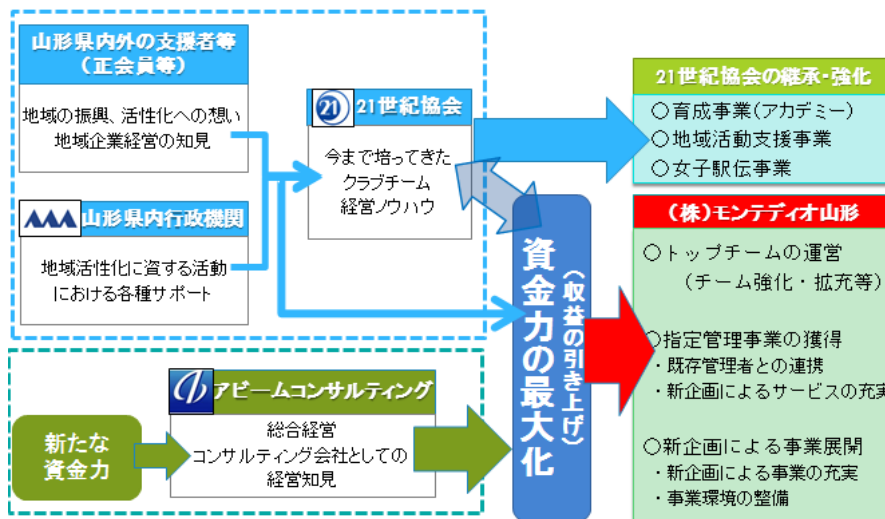 山形県内外の支援者等
(正会員等)
地域の振興、活性化への想い
地域企業経営の知見
山形県内行政機関
地域活性化に資する活動
における各種サポート
21 21世紀協会
今まで培ってきた
クラブチーム
経営ノウハウ
新たな
資金力
アビームコンサルティング
総合経営
コンサルティング会社としての
経営知見
資金力の最大化
(収益の引き上げ)
21世紀協会の継承・強化
○育成事業(アカデミー)
○地域活動支援事業
○女子駅伝事業
(株)モンテディオ山形
○トップチームの運営
(チーム強化・拡充等)
○指定管理事業の獲得
・既存管理者との連携
・新企画によるサービスの充実
○新企画による事業展開
・新企画による事業の充実
・事業環境の整備